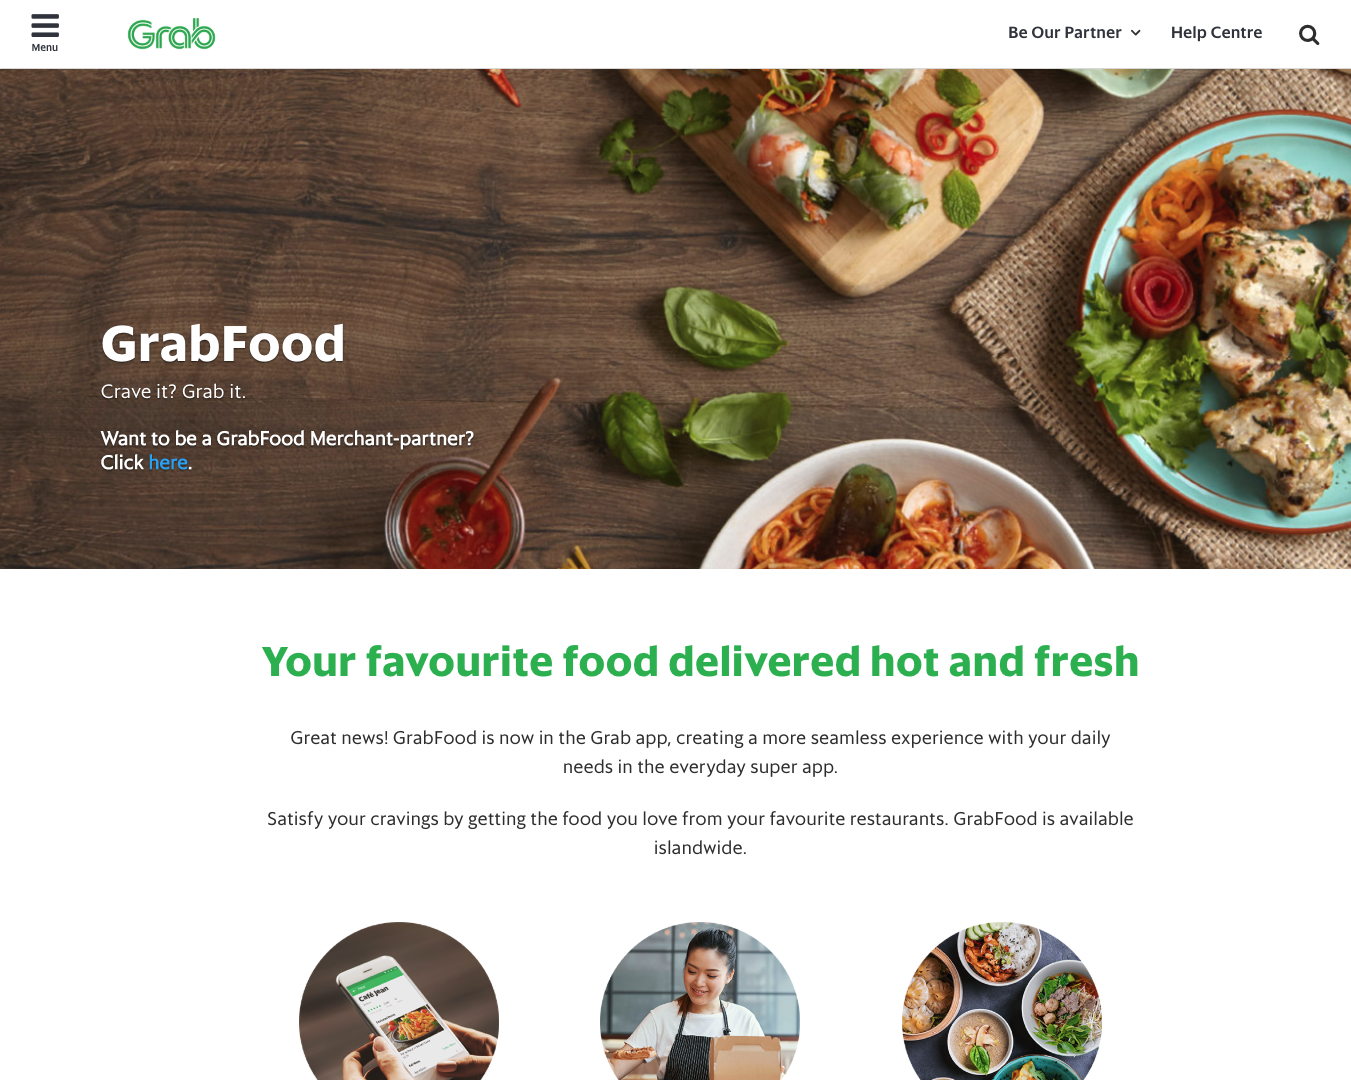 Menu
Grab
Be Our Partner
Help Centre
GrabFood
Crave it? Grab it.
Want to be a GrabFood Merchant-partner?
Click here.
Your favourite food delivered hot and fresh
Great news! GrabFood is now in the Grab app, creating a more seamless experience with your daily
needs in the everyday super app.
Satisfy your cravings by getting the food you love from your favourite restaurants. GrabFood is available
islandwide.
Café Jean